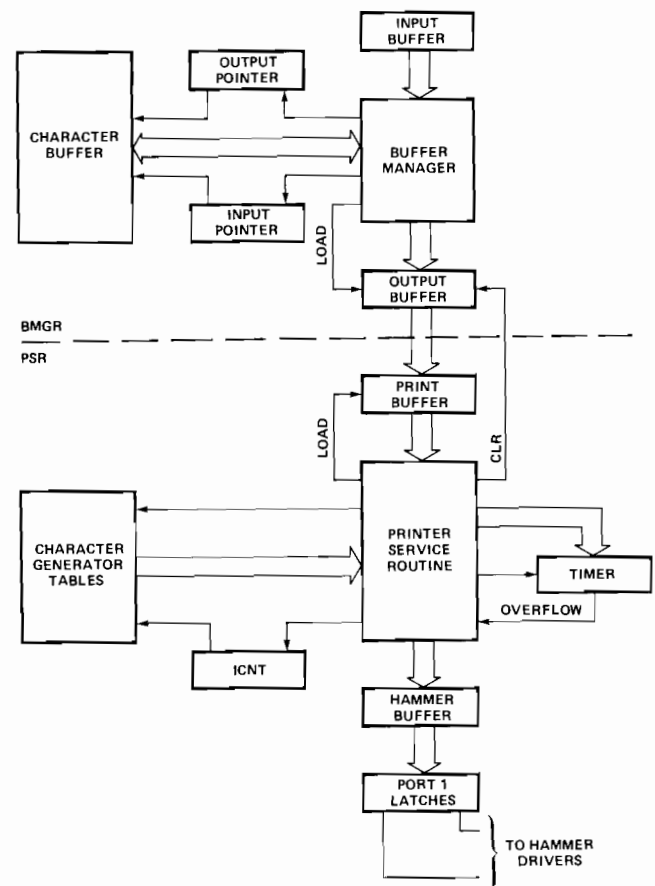 INPUT
BUFFER
OUTPUT
POINTER
CHARACTER
BUFFER
BUFFER
MANAGER
INPUT
POINTER
LOAD
OUTPUT
BUFFER
BMGR
PSR
PRINT
BUFFER
LOAD
CLR
CHARACTER
GENERATOR
TABLES
PRINTER
SERVICE
ROUTINE
TIMER
OVERFLOW
ICNT
HAMMER
BUFFER
PORT 1
LATCHES
TO HAMMER
DRIVERS